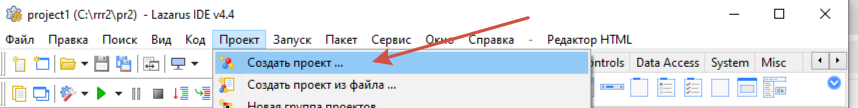 project1 (C:\rrr2\pr2) - Lazarus IDE v4.4
Файл Правка Поиск Вид Код Проект Запуск Пакет Сервис Окно Справка - Редактор HTML
Создать проект ...
ntrols Data Access System Misc
Создать проект из файла ...
Новая группа проектов